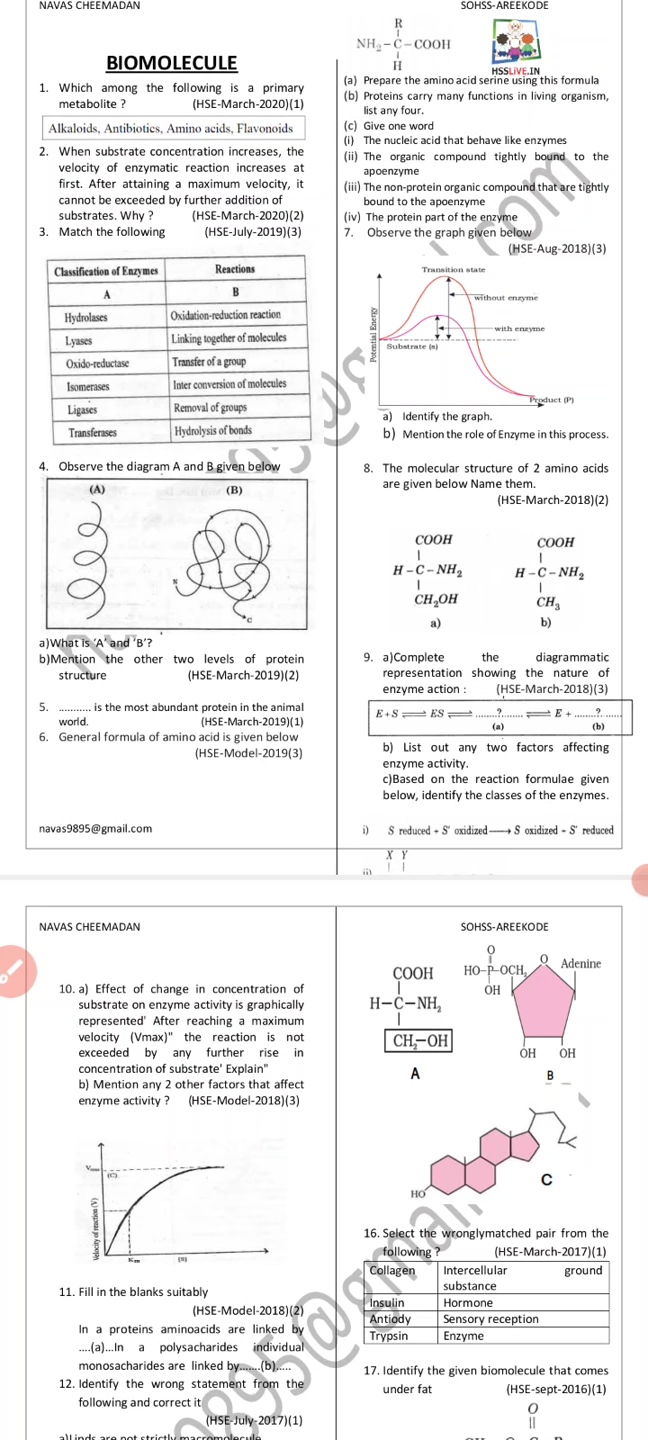 NAVAS CHEEMADAN
SOHSS-AREEKODE
BIOMOLECULE
1. Which among the following is a primary
metabolite ? (HSE-March-2020)(1)
Alkaloids, Antibiotics, Amino acids, Flavonoids
2. When substrate concentration increases, the
velocity of enzymatic reaction increases at
first. After attaining a maximum velocity, it
cannot be exceeded by further addition of
substrates. Why ? (HSE-March-2020)(2)
3. Match the following (HSE-July-2019)(3)
Classification of Enzymes Reactions
A B
Hydrolases Oxidation-reduction reaction
Lyases Linking together of molecules
Oxido-reductase Transfer of a group
Isomerases Inter conversion of molecules
Ligases Removal of groups
Transferases Hydrolysis of bonds
4. Observe the diagram A and B given below
(A) (B)
N
C
a)What is 'A' and 'B'?
b)Mention the other two levels of protein
structure (HSE-March-2019)(2)
5. ........... is the most abundant protein in the animal
world. (HSE-March-2019)(1)
6. General formula of amino acid is given below
(HSE-Model-2019(3)
navas9895@gmail.com
R
NH₂ – C – COOH
H
HSSLiVE.IN
(a) Prepare the amino acid serine using this formula
(b) Proteins carry many functions in living organism,
list any four.
(c) Give one word
(i) The nucleic acid that behave like enzymes
(ii) The organic compound tightly bound to the
apoenzyme
(iii) The non-protein organic compound that are tightly
bound to the apoenzyme
(iv) The protein part of the enzyme
7. Observe the graph given below
(HSE-Aug-2018)(3)
Transition state
without enzyme
with enzyme
Potential Energy
Substrate (s)
Product (P)
a) Identify the graph.
b) Mention the role of Enzyme in this process.
8. The molecular structure of 2 amino acids
are given below Name them.
(HSE-March-2018)(2)
COOH COOH
H – C – NH₂ H – C – NH₂
CH₂OH CH₃
a) b)
9. a)Complete the diagrammatic
representation showing the nature of
enzyme action : (HSE-March-2018)(3)
E+S ⇌ ES ⇌ ........?....... ⇌ E + ........?......
(a) (b)
b) List out any two factors affecting
enzyme activity.
c)Based on the reaction formulae given
below, identify the classes of the enzymes.
i) S reduced + S' oxidized ⟶ S oxidized - S' reduced
X Y
ii)
NAVAS CHEEMADAN
SOHSS-AREEKODE
10. a) Effect of change in concentration of
substrate on enzyme activity is graphically
represented' After reaching a maximum
velocity (Vmax)" the reaction is not
exceeded by any further rise in
concentration of substrate' Explain"
b) Mention any 2 other factors that affect
enzyme activity ? (HSE-Model-2018)(3)
Vmax
(C)
Velocity of reaction (V)
Km [S]
11. Fill in the blanks suitably
(HSE-Model-2018)(2)
In a proteins aminoacids are linked by
....(a)...In a polysacharides individual
monosacharides are linked by.......(b).....
12. Identify the wrong statement from the
following and correct it
(HSE-July-2017)(1)
a)Lipds are not strictly macromolecule
COOH
H–C–NH₂
CH₂–OH
A
O
HO–P–OCH₂ O Adenine
OH
OH OH
B
HO
C
16. Select the wronglymatched pair from the
following ? (HSE-March-2017)(1)
Collagen Intercellular ground
substance
Insulin Hormone
Antiody Sensory reception
Trypsin Enzyme
17. Identify the given biomolecule that comes
under fat (HSE-sept-2016)(1)
O